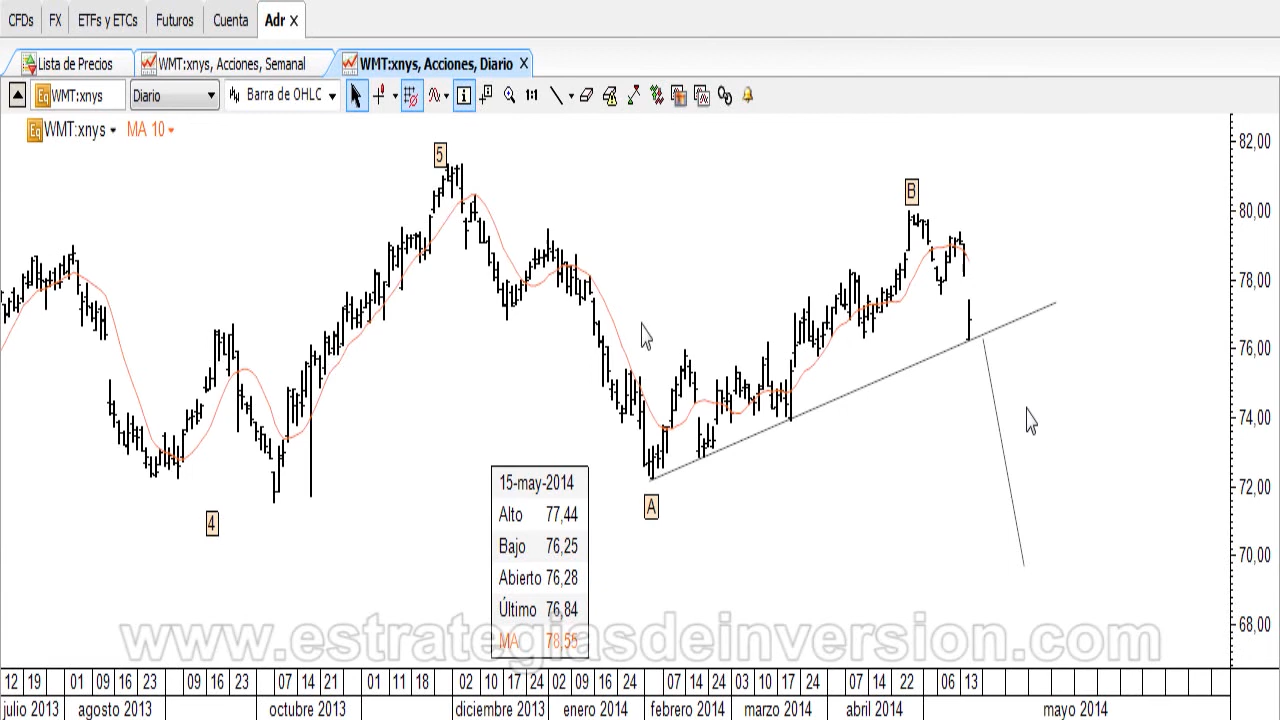 CFDs FX ETFs y ETCs Futuros Cuenta Adr X
Lista de Precios WMT:xnys, Acciones, Semanal WMT:xnys, Acciones, Diario X
Eq WMT:xnys Diario Barra de OHLC 1:1
Eq WMT:xnys MA 10
82,00
5
B
80,00
78,00
76,00
74,00
72,00
A
4
15-may-2014
Alto 77,44
Bajo 76,25
Abierto 76,28
Último 76,84
MA 78,56
70,00
68,00
www.estrategiasdeinversion.com
12 19 01 09 16 23 09 16 23 07 14 21 01 11 18 02 10 17 24 02 09 16 24 07 14 24 03 10 17 24 07 14 22 06 13
julio 2013 agosto 2013 octubre 2013 diciembre 2013 enero 2014 febrero 2014 marzo 2014 abril 2014 mayo 2014